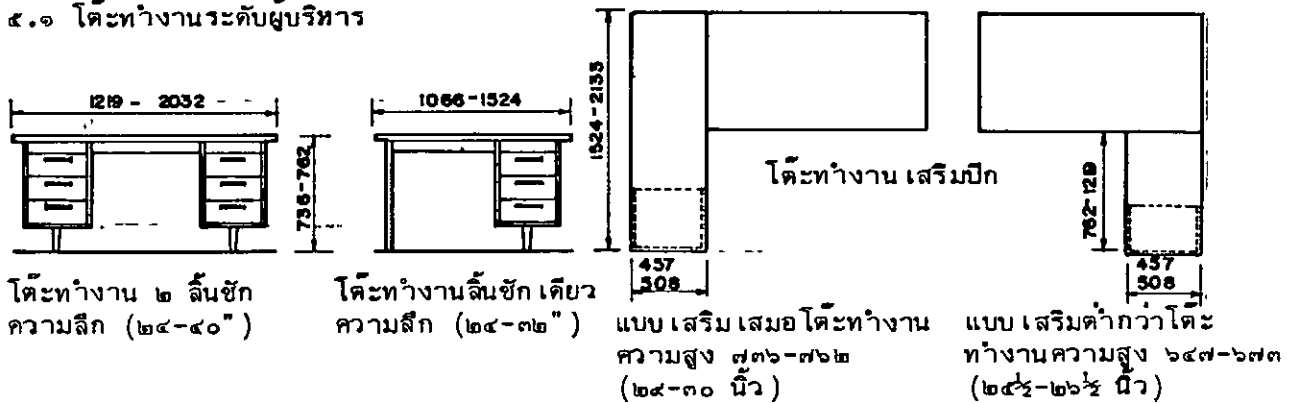 ๕.๑ โต๊ะทำงานระดับผู้บริหาร
1219 - 2032
736-762
โต๊ะทำงาน ๒ ลิ้นชัก
ความลึก (๒๔-๔๐")
1066-1524
โต๊ะทำงานลิ้นชักเดียว
ความลึก (๒๔-๓๒")
1524-2133
457
508
โต๊ะทำงานเสริมปีก
แบบเสริมเสมอโต๊ะทำงาน
ความสูง ๗๓๖-๗๖๒
(๒๙-๓๐ นิ้ว)
762-1219
457
508
แบบเสริมต่ำกว่าโต๊ะ
ทำงานความสูง ๖๔๗-๖๗๓
(๒๕½-๒๖½ นิ้ว)